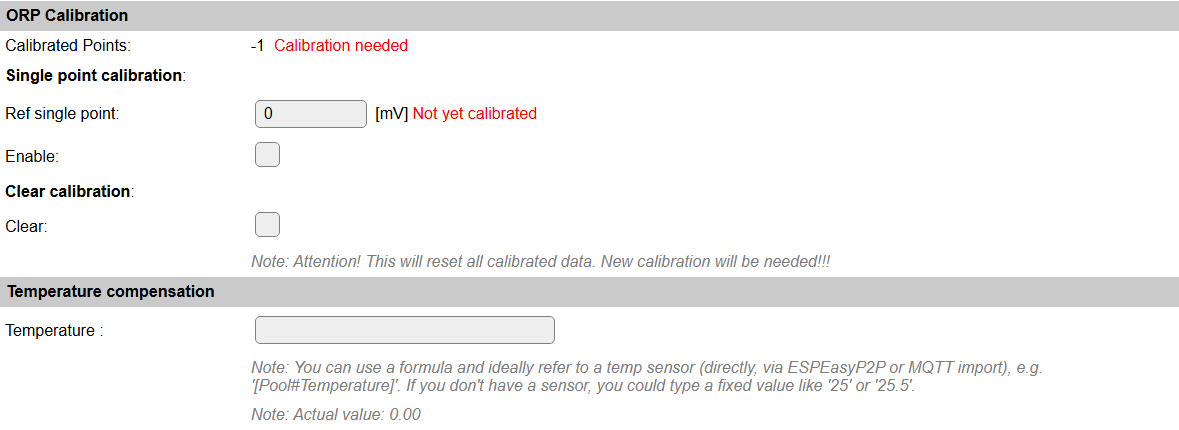 ORP Calibration
Calibrated Points: -1 Calibration needed
Single point calibration:
Ref single point: 0 [mV] Not yet calibrated
Enable:
Clear calibration:
Clear:
Note: Attention! This will reset all calibrated data. New calibration will be needed!!!
Temperature compensation
Temperature :
Note: You can use a formula and ideally refer to a temp sensor (directly, via ESPEasyP2P or MQTT import), e.g.
'[Pool#Temperature]'. If you don't have a sensor, you could type a fixed value like '25' or '25.5'.
Note: Actual value: 0.00